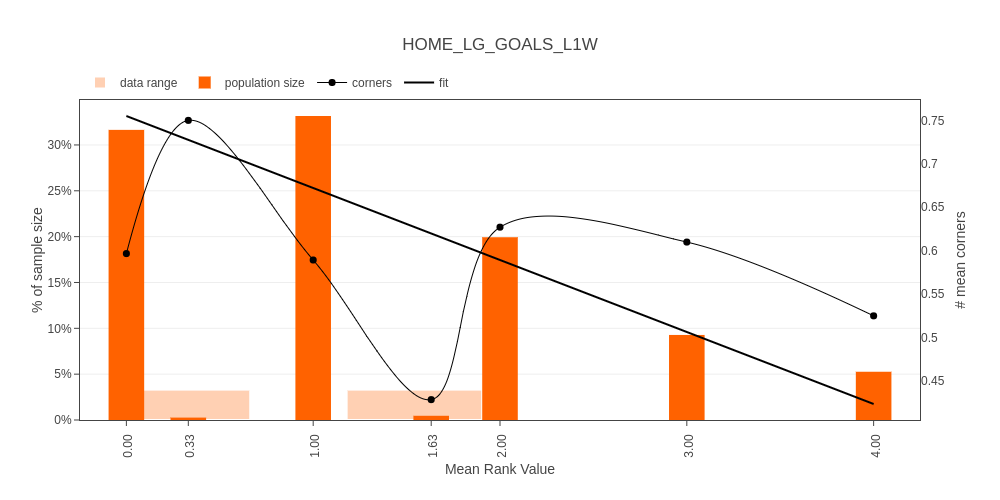 HOME_LG_GOALS_L1W
data range population size corners fit
30%
25%
20%
15%
10%
5%
0%
% of sample size
0.75
0.7
0.65
0.6
0.55
0.5
0.45
# mean corners
0.00 0.33 1.00 1.63 2.00 3.00 4.00
Mean Rank Value